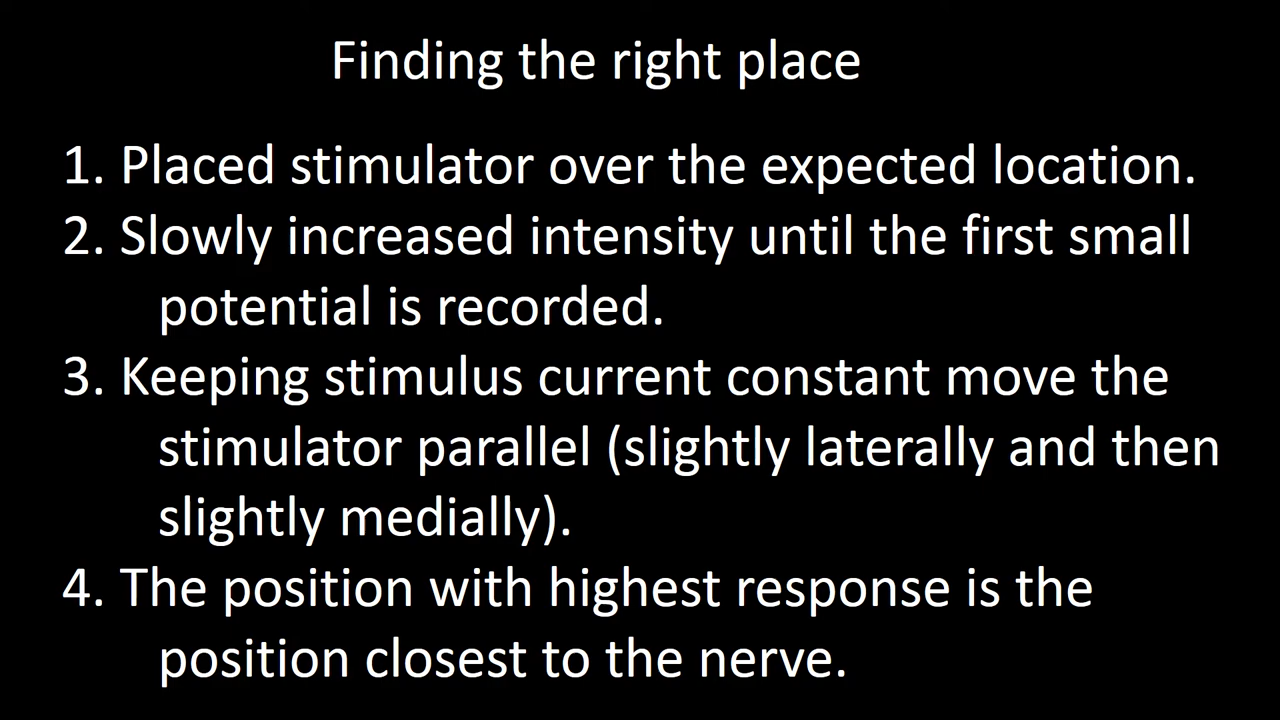 Finding the right place
1. Placed stimulator over the expected location.
2. Slowly increased intensity until the first small
potential is recorded.
3. Keeping stimulus current constant move the
stimulator parallel (slightly laterally and then
slightly medially).
4. The position with highest response is the
position closest to the nerve.